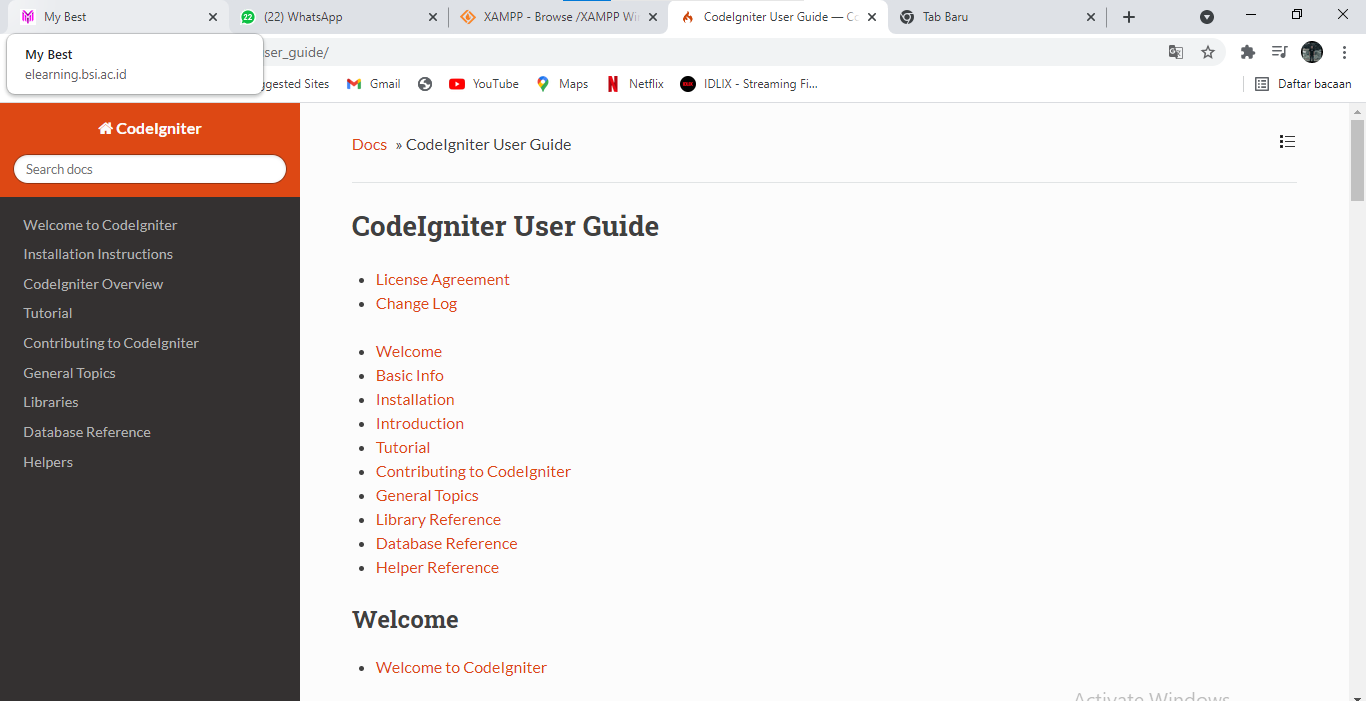 My Best
(22) WhatsApp
XAMPP - Browse /XAMPP Wi
CodeIgniter User Guide — Co
Tab Baru
My Best
elearning.bsi.ac.id
ser_guide/
ggested Sites
Gmail
YouTube
Maps
Netflix
IDLIX - Streaming Fi...
Daftar bacaan
CodeIgniter
Search docs
Welcome to CodeIgniter
Installation Instructions
CodeIgniter Overview
Tutorial
Contributing to CodeIgniter
General Topics
Libraries
Database Reference
Helpers
Docs » CodeIgniter User Guide
CodeIgniter User Guide
License Agreement
Change Log
Welcome
Basic Info
Installation
Introduction
Tutorial
Contributing to CodeIgniter
General Topics
Library Reference
Database Reference
Helper Reference
Welcome
Welcome to CodeIgniter
Activate Windows